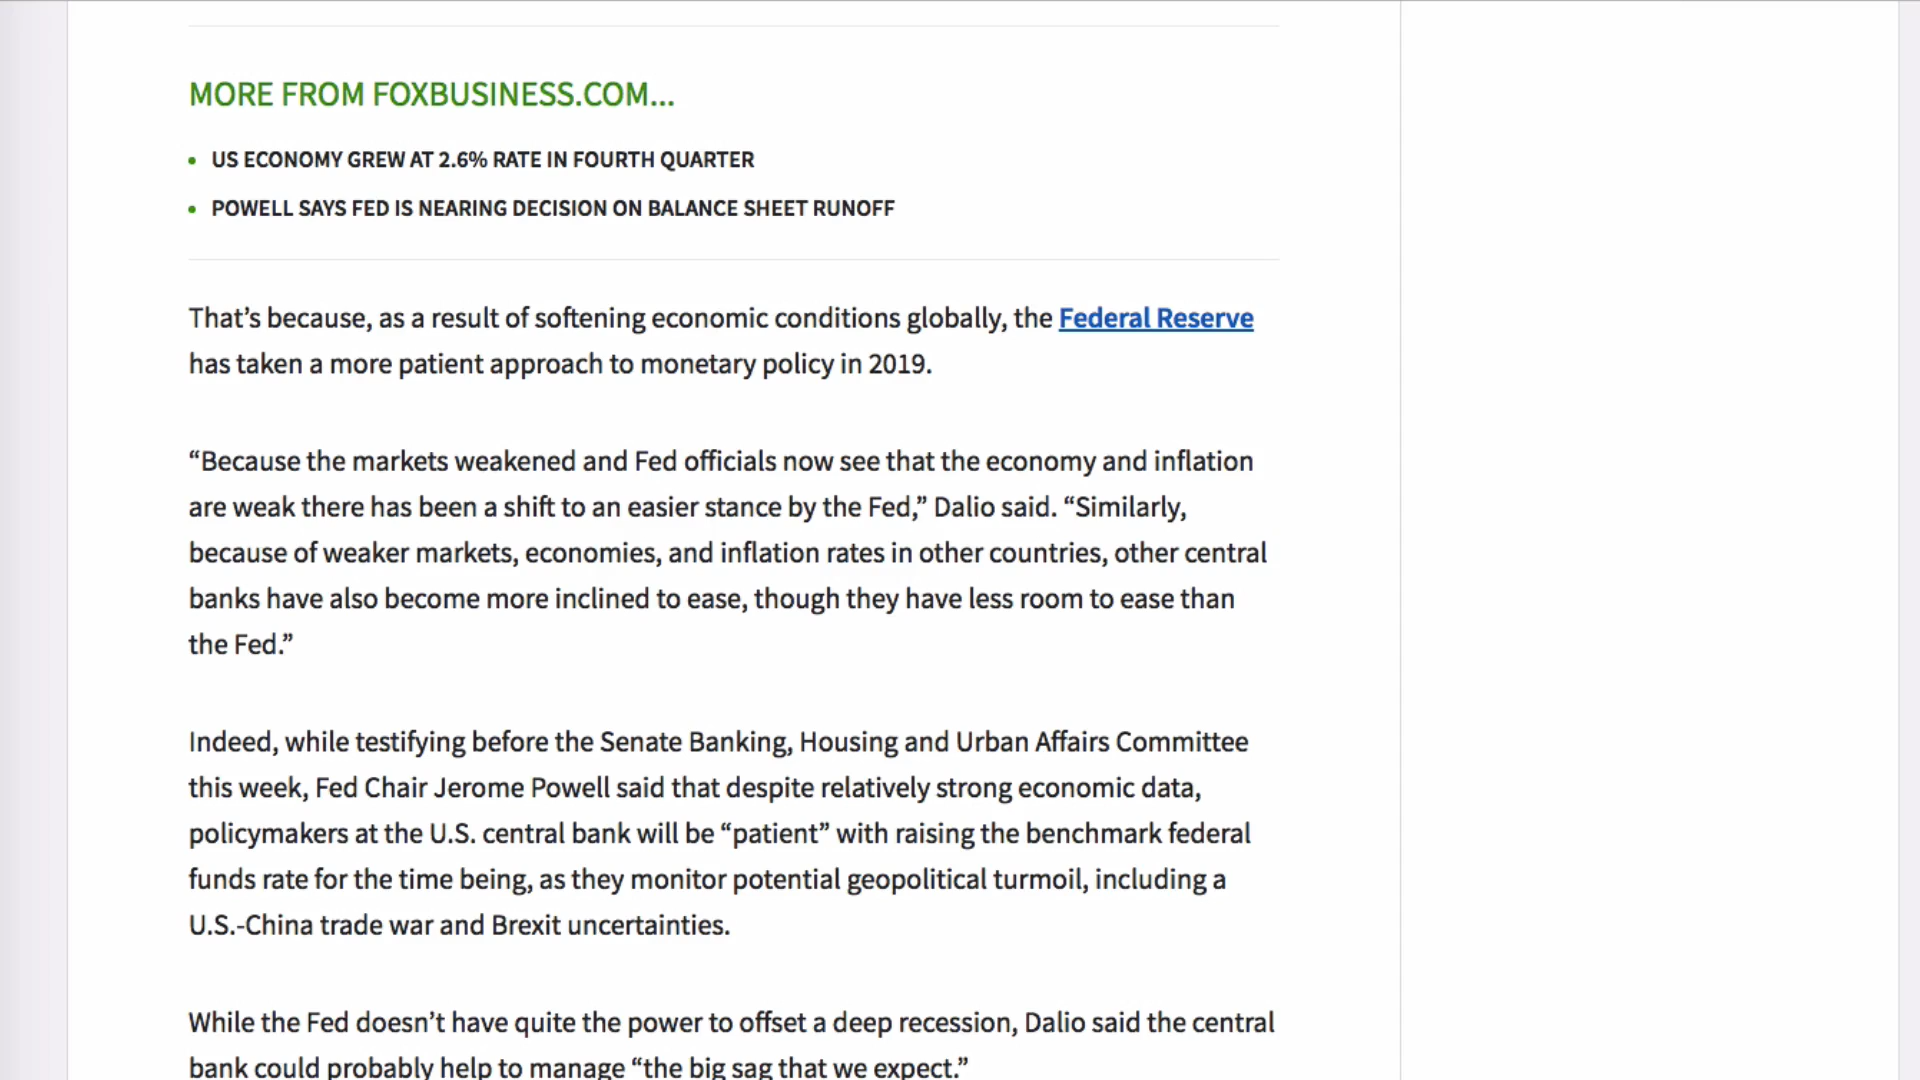 MORE FROM FOXBUSINESS.COM...
• US ECONOMY GREW AT 2.6% RATE IN FOURTH QUARTER
• POWELL SAYS FED IS NEARING DECISION ON BALANCE SHEET RUNOFF
That’s because, as a result of softening economic conditions globally, the Federal Reserve
has taken a more patient approach to monetary policy in 2019.
“Because the markets weakened and Fed officials now see that the economy and inflation
are weak there has been a shift to an easier stance by the Fed,” Dalio said. “Similarly,
because of weaker markets, economies, and inflation rates in other countries, other central
banks have also become more inclined to ease, though they have less room to ease than
the Fed.”
Indeed, while testifying before the Senate Banking, Housing and Urban Affairs Committee
this week, Fed Chair Jerome Powell said that despite relatively strong economic data,
policymakers at the U.S. central bank will be “patient” with raising the benchmark federal
funds rate for the time being, as they monitor potential geopolitical turmoil, including a
U.S.-China trade war and Brexit uncertainties.
While the Fed doesn’t have quite the power to offset a deep recession, Dalio said the central
bank could probably help to manage “the big sag that we expect.”